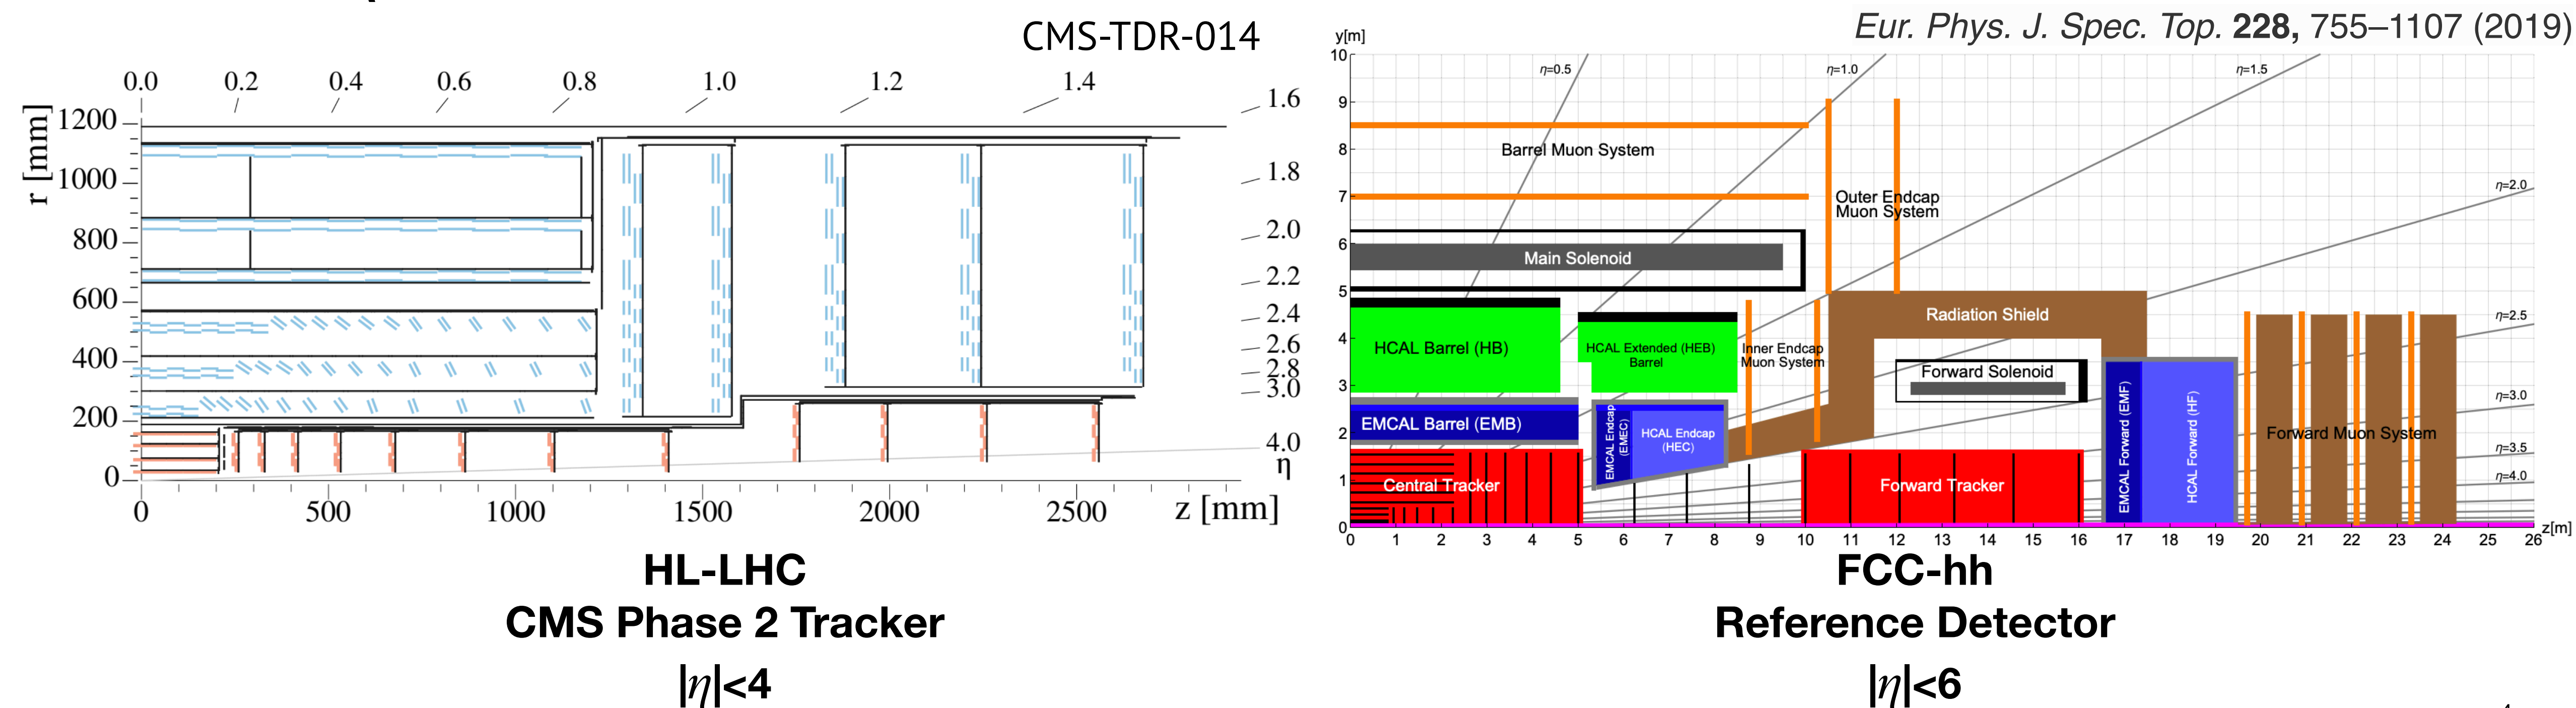 CMS-TDR-014
0.0 0.2 0.4 0.6 0.8 1.0 1.2 1.4 1.6
1.8
2.0
2.2
2.4
2.6
2.8
3.0
4.0
η
r [mm]
1200
1000
800
600
400
200
0
0 500 1000 1500 2000 2500 z [mm]
HL-LHC
CMS Phase 2 Tracker
|η|<4
Eur. Phys. J. Spec. Top. 228, 755–1107 (2019)
y[m]
10
9
8
7
6
5
4
3
2
1
0
η=0.5
η=1.0
η=1.5
η=2.0
η=2.5
η=3.0
η=3.5
η=4.0
Barrel Muon System
Outer Endcap
Muon System
Main Solenoid
Radiation Shield
HCAL Barrel (HB)
HCAL Extended (HEB)
Barrel
Inner Endcap
Muon System
Forward Solenoid
EMCAL Barrel (EMB)
EMCAL Endcap
(EMEC)
HCAL Endcap
(HEC)
EMCAL Forward (EMF)
HCAL Forward (HF)
Forward Muon System
Central Tracker
Forward Tracker
0 1 2 3 4 5 6 7 8 9 10 11 12 13 14 15 16 17 18 19 20 21 22 23 24 25 26 z[m]
FCC-hh
Reference Detector
|η|<6